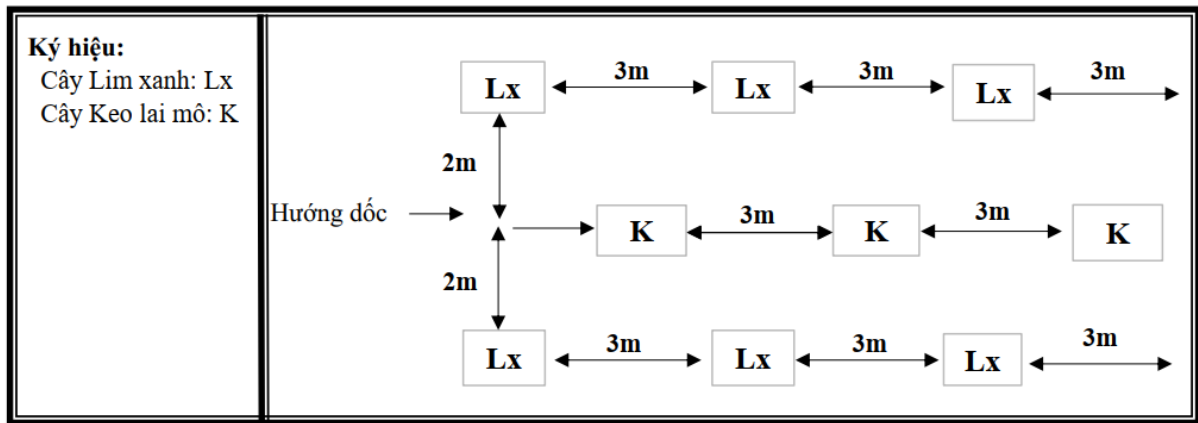 Ký hiệu:
Cây Lim xanh: Lx
Cây Keo lai mô: K
3m 3m 3m
Lx Lx Lx
2m
Hướng dốc
K 3m K 3m K
2m
3m 3m 3m
Lx Lx Lx